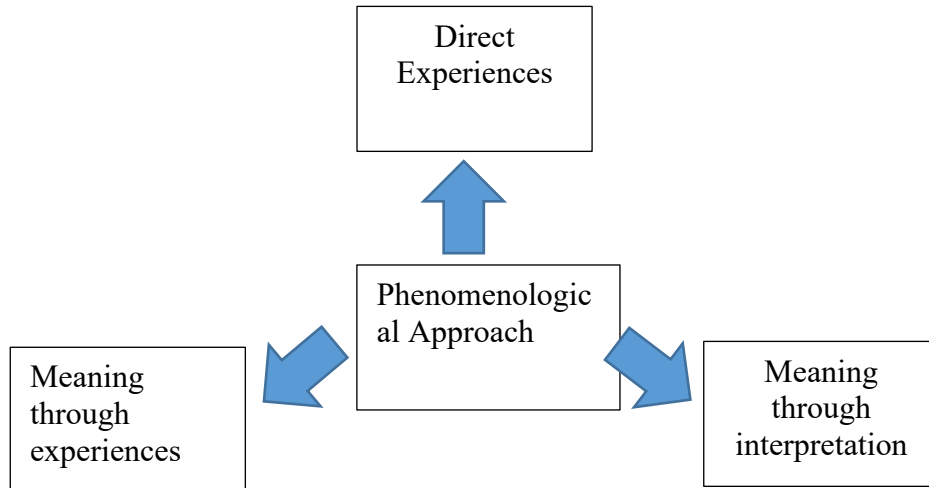 Direct
Experiences
Phenomenologic
al Approach
Meaning
through
experiences
Meaning
through
interpretation